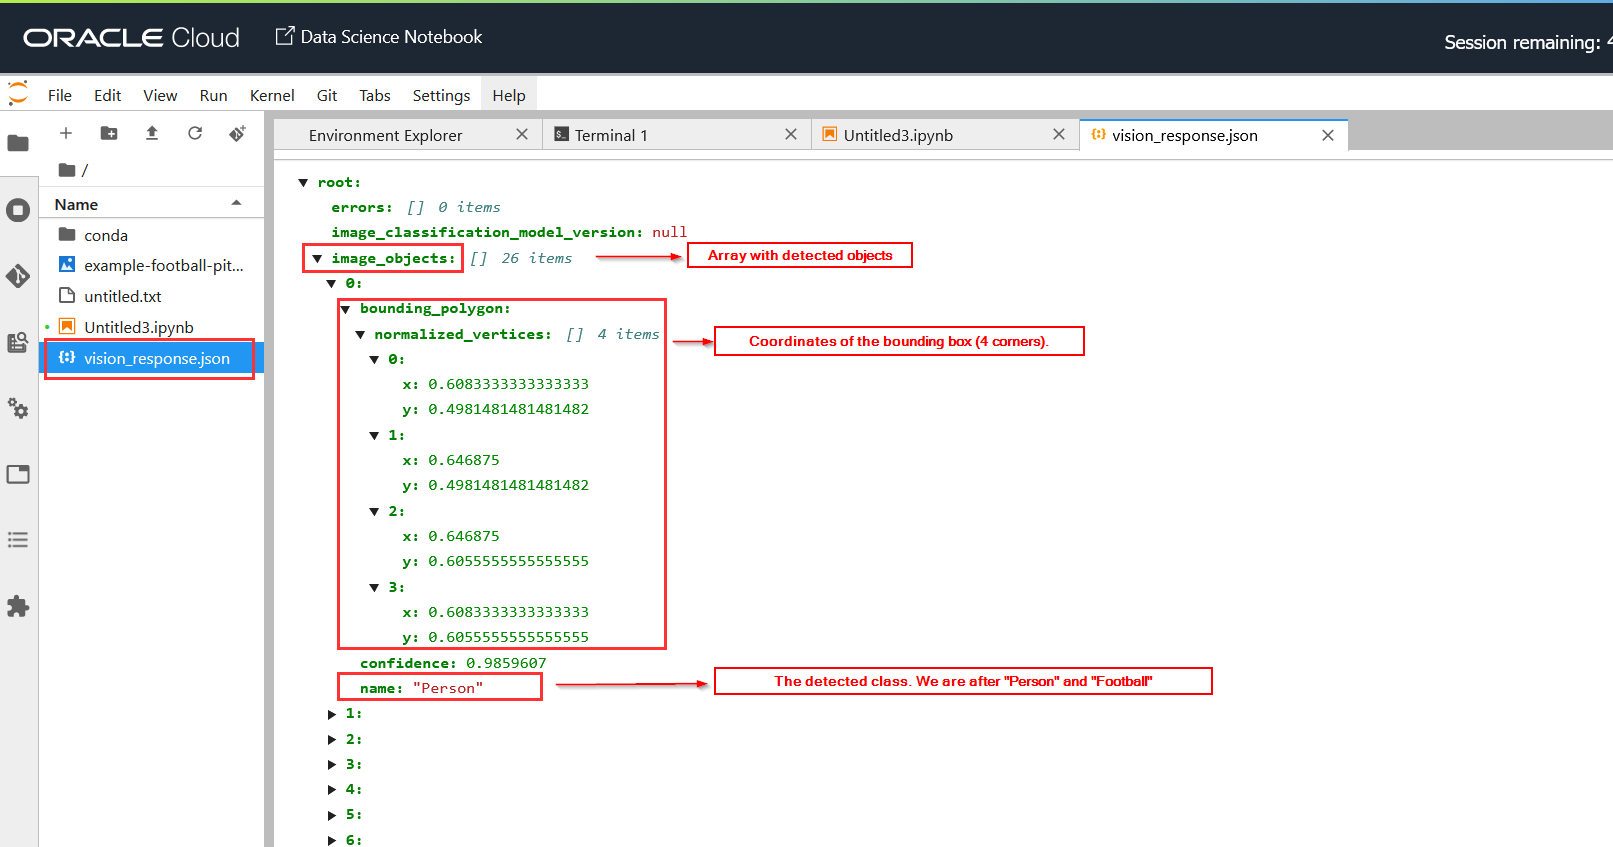 ORACLE Cloud
Data Science Notebook
Session remaining: 4
File Edit View Run Kernel Git Tabs Settings Help
Environment Explorer
Terminal 1
Untitled3.ipynb
vision_response.json
/
Name
conda
example-football-pit...
untitled.txt
Untitled3.ipynb
vision_response.json
root:
errors: [] 0 items
image_classification_model_version: null
image_objects: [] 26 items
Array with detected objects
0:
bounding_polygon:
normalized_vertices: [] 4 items
Coordinates of the bounding box (4 corners).
0:
x: 0.6083333333333333
y: 0.4981481481481482
1:
x: 0.646875
y: 0.4981481481481482
2:
x: 0.646875
y: 0.6055555555555555
3:
x: 0.6083333333333333
y: 0.6055555555555555
confidence: 0.9859607
name: "Person"
The detected class. We are after "Person" and "Football"
1:
2:
3:
4:
5:
6: